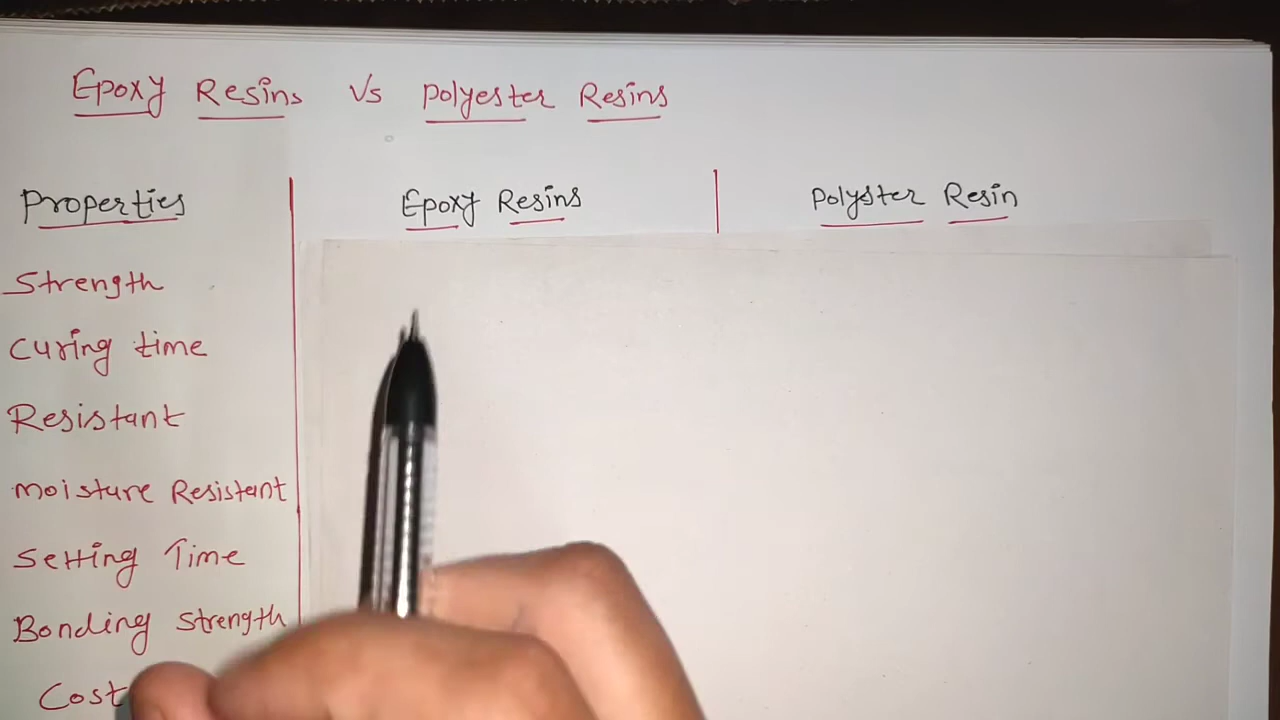 Epoxy Resins Vs Polyester Resins
Properties Epoxy Resins Polyster Resin
Strength
Curing time
Resistant
Moisture Resistant
Setting Time
Bonding Strength
Cost